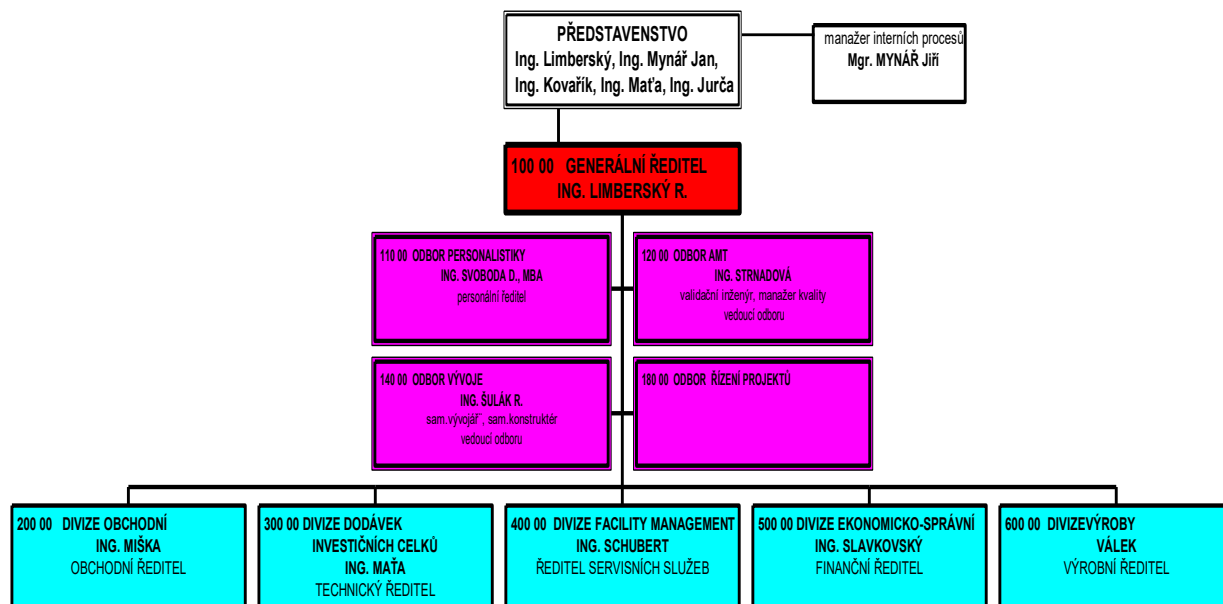 PŘEDSTAVENSTVO
Ing. Limberský, Ing. Mynář Jan,
Ing. Kovařík, Ing. Maťa, Ing. Jurča
manažer interních procesů
Mgr. MYNÁŘ Jiří
100 00 GENERÁLNÍ ŘEDITEL
ING. LIMBERSKÝ R.
110 00 ODBOR PERSONALISTIKY
ING. SVOBODA D., MBA
personální ředitel
120 00 ODBOR AMT
ING. STRNADOVÁ
validační inženýr, manažer kvality
vedoucí odboru
140 00 ODBOR VÝVOJE
ING. ŠULÁK R.
sam.vývojář¨, sam.konstruktér
vedoucí odboru
180 00 ODBOR ŘÍZENÍ PROJEKTŮ
200 00 DIVIZE OBCHODNÍ
ING. MIŠKA
OBCHODNÍ ŘEDITEL
300 00 DIVIZE DODÁVEK
INVESTIČNÍCH CELKŮ
ING. MAŤA
TECHNICKÝ ŘEDITEL
400 00 DIVIZE FACILITY MANAGEMENT
ING. SCHUBERT
ŘEDITEL SERVISNÍCH SLUŽEB
500 00 DIVIZE EKONOMICKO-SPRÁVNÍ
ING. SLAVKOVSKÝ
FINANČNÍ ŘEDITEL
600 00 DIVIZEVÝROBY
VÁLEK
VÝROBNÍ ŘEDITEL